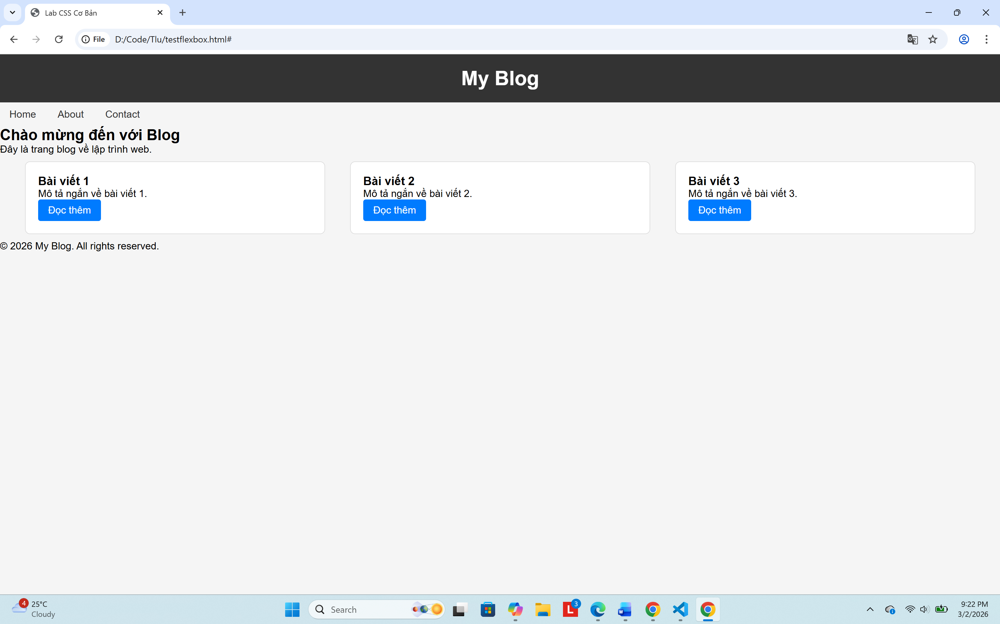 Lab CSS Cơ Bản
File D:/Code/Tlu/testflexbox.html#
My Blog
Home About Contact
Chào mừng đến với Blog
Đây là trang blog về lập trình web.
Bài viết 1
Mô tả ngắn về bài viết 1.
Đọc thêm
Bài viết 2
Mô tả ngắn về bài viết 2.
Đọc thêm
Bài viết 3
Mô tả ngắn về bài viết 3.
Đọc thêm
© 2026 My Blog. All rights reserved.
4
25°C
Cloudy
Search
L 3
W
9:22 PM
3/2/2026